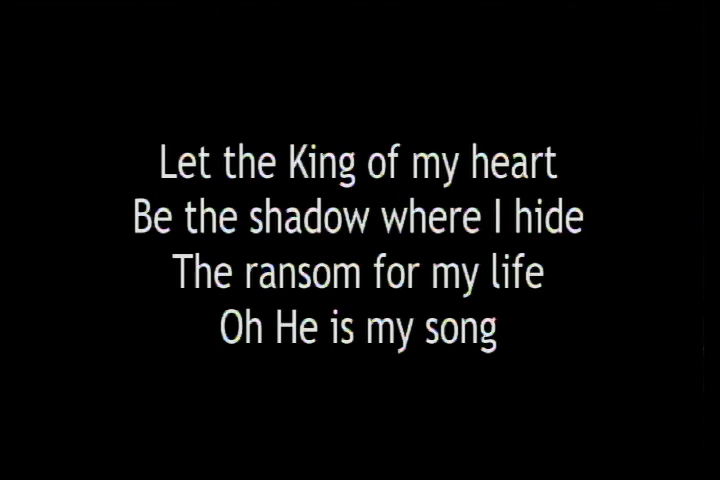 Let the King of my heart
Be the shadow where I hide
The ransom for my life
Oh He is my song